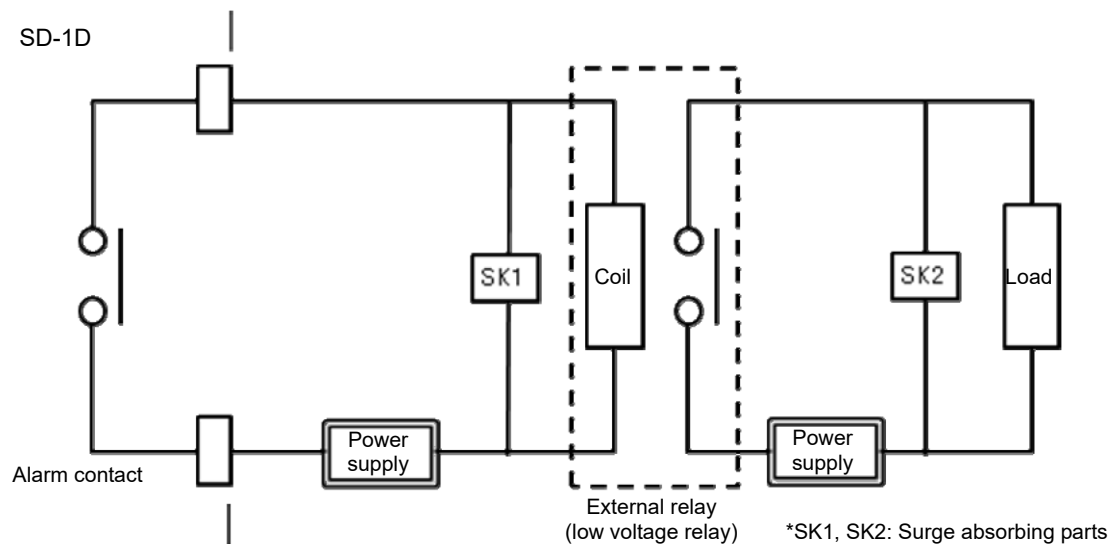 SD-1D
SK1
Coil
SK2
Load
Power
supply
Power
supply
Alarm contact
External relay
(low voltage relay)
*SK1, SK2: Surge absorbing parts